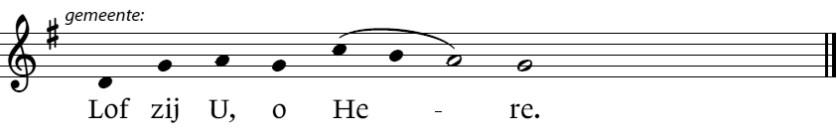 gemeente:
Lof zij U, o He - re.